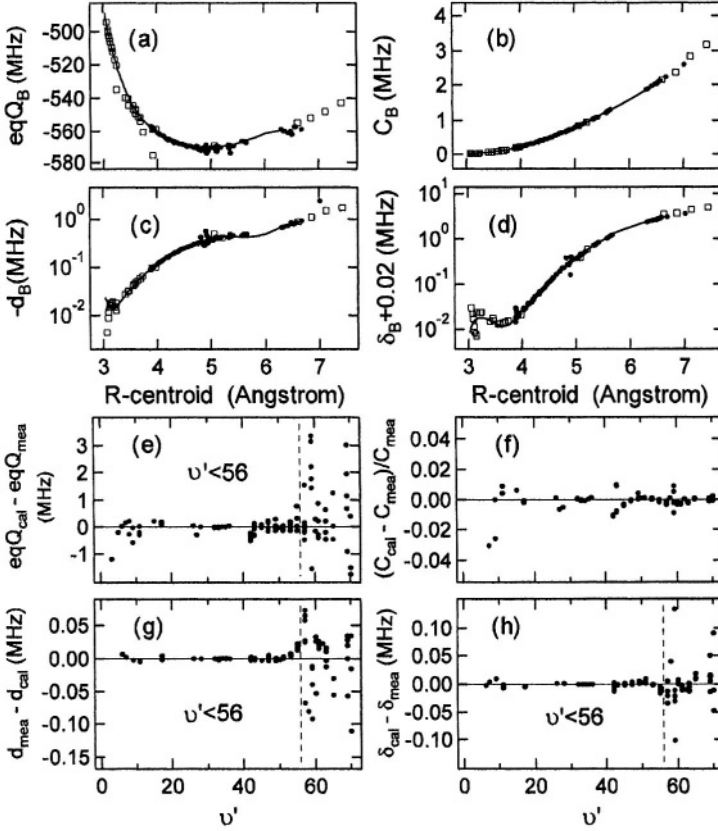 (a)
eqQ_B (MHz)
-500
-520
-540
-560
-580
(b)
C_B (MHz)
4
3
2
1
0
(c)
-d_B(MHz)
10^0
10^-1
10^-2
3 4 5 6 7
R-centroid (Angstrom)
(d)
δ_B+0.02 (MHz)
10^1
10^0
10^-1
10^-2
3 4 5 6 7
R-centroid (Angstrom)
(e)
υ'<56
eqQ_cal - eqQ_mea
(MHz)
3
2
1
0
-1
(f)
(C_cal - C_mea)/C_mea
0.04
0.02
0.00
-0.02
-0.04
(g)
υ'<56
d_mea - d_cal (MHz)
0.05
0.00
-0.05
-0.10
-0.15
0 20 40 60
υ'
(h)
υ'<56
δ_cal - δ_mea (MHz)
0.10
0.05
0.00
-0.05
-0.10
0 20 40 60
υ'